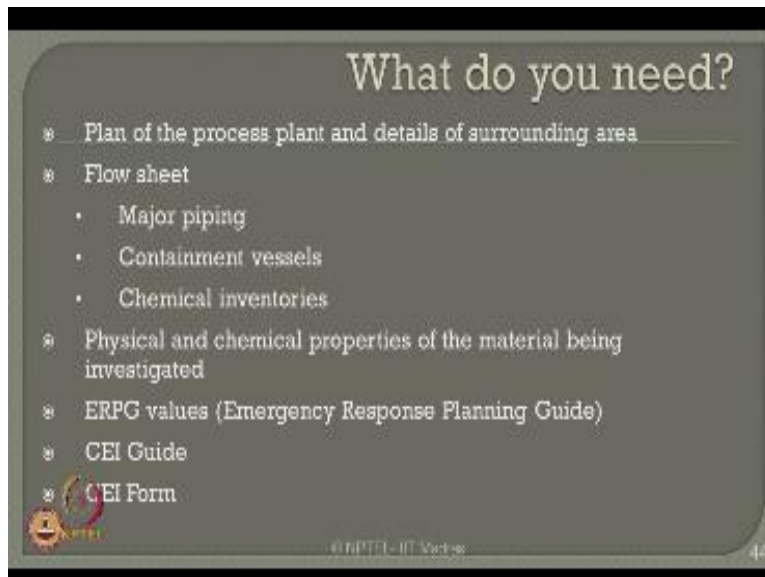 What do you need?
Plan of the process plant and details of surrounding area
Flow sheet
Major piping
Containment vessels
Chemical inventories
Physical and chemical properties of the material being
investigated
ERPG values (Emergency Response Planning Guide)
CEI Guide
CEI Form
NPTEL
© NPTEL - IIT Madras
44